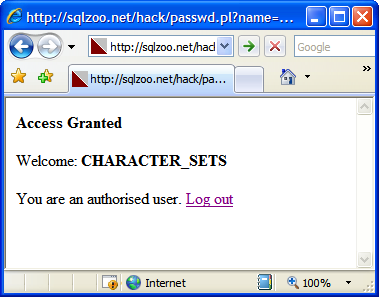 http://sqlzoo.net/hack/passwd.pl?name=...
http://sqlzoo.net/hack
Google
http://sqlzoo.net/hack/pa...
Access Granted
Welcome: CHARACTER_SETS
You are an authorised user. Log out
Internet
100%